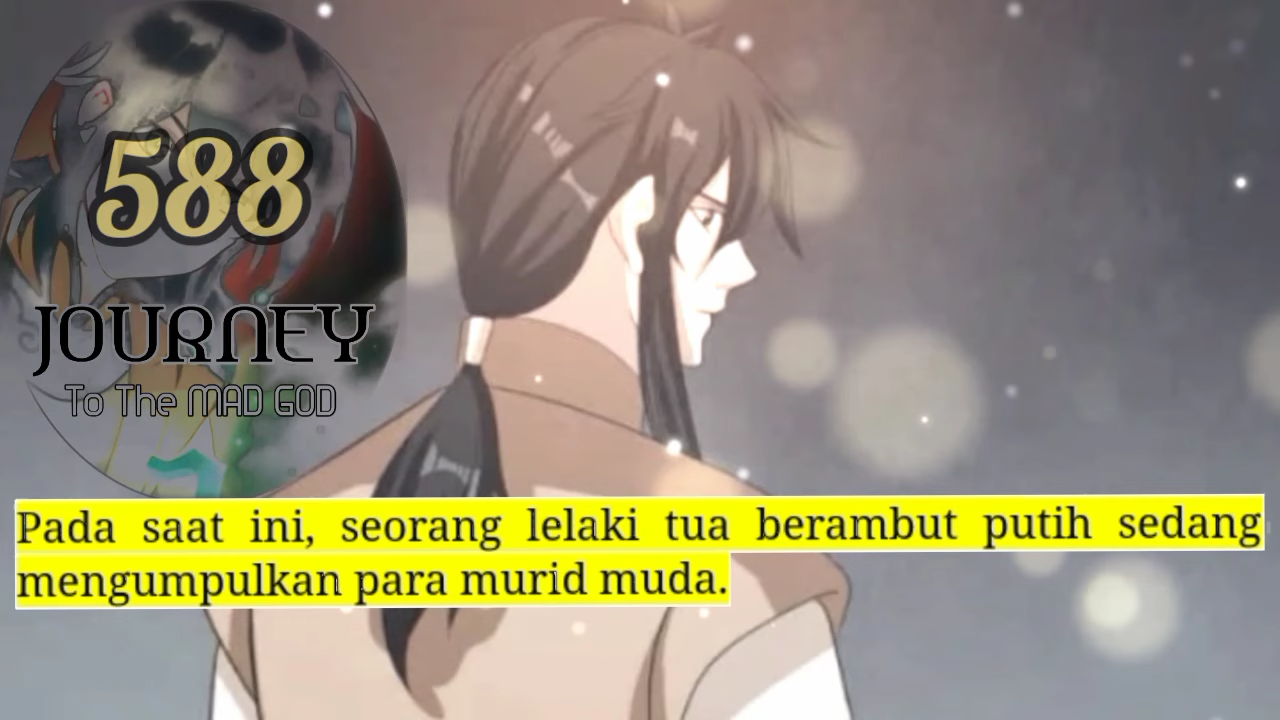 588
JOURNEY
To The MAD GOD
Pada saat ini, seorang lelaki tua berambut putih sedang
mengumpulkan para murid muda.